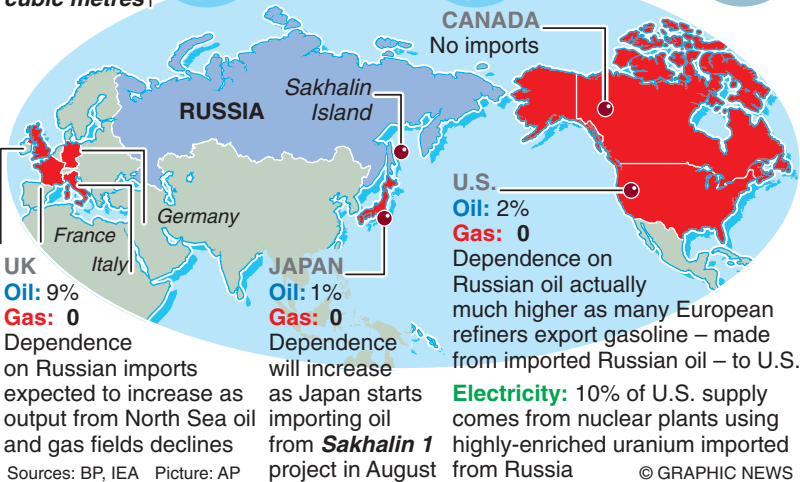 cubic metres
CANADA
No imports
Sakhalin
Island
RUSSIA
Germany
France
Italy
UK
Oil: 9%
Gas: 0
Dependence
on Russian imports
expected to increase as
output from North Sea oil
and gas fields declines
JAPAN
Oil: 1%
Gas: 0
Dependence
will increase
as Japan starts
importing oil
from Sakhalin 1
project in August
U.S.
Oil: 2%
Gas: 0
Dependence on
Russian oil actually
much higher as many European
refiners export gasoline – made
from imported Russian oil – to U.S.
Electricity: 10% of U.S. supply
comes from nuclear plants using
highly-enriched uranium imported
from Russia
Sources: BP, IEA Picture: AP
© GRAPHIC NEWS